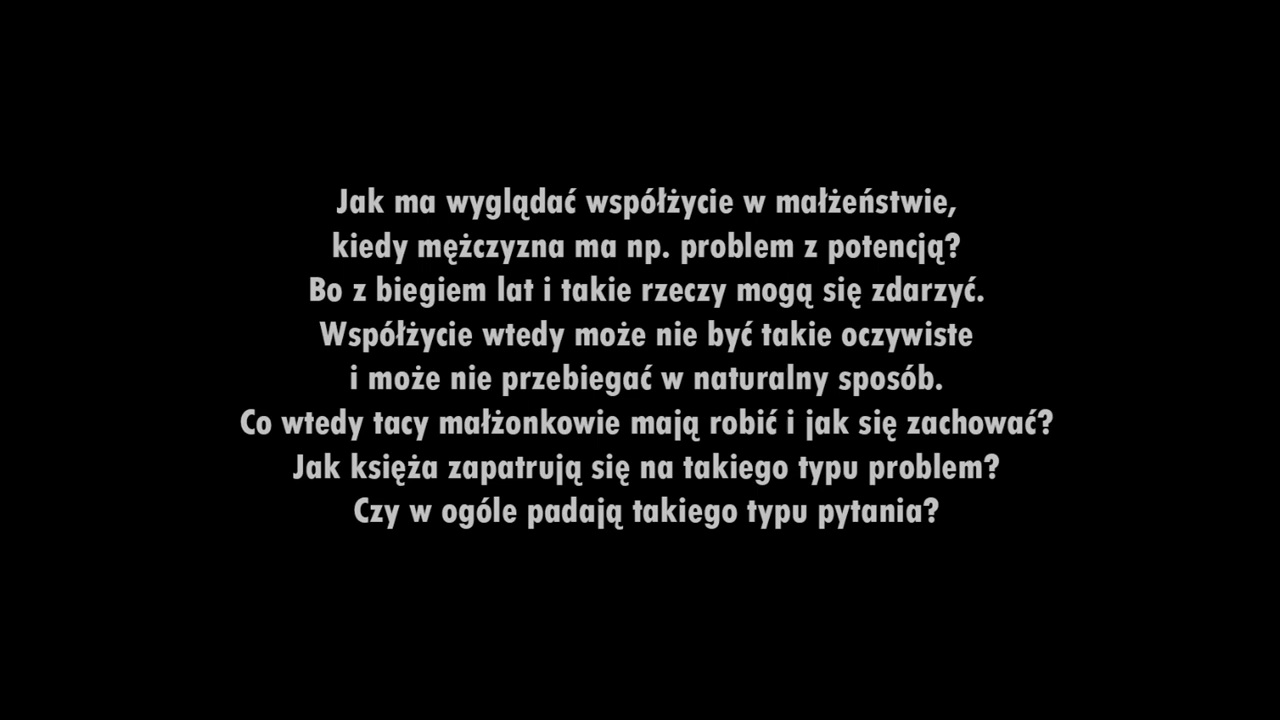 Jak ma wyglądać współżycie w małżeństwie,
kiedy mężczyzna ma np. problem z potencją?
Bo z biegiem lat i takie rzeczy mogą się zdarzyć.
Współżycie wtedy może nie być takie oczywiste
i może nie przebiegać w naturalny sposób.
Co wtedy tacy małżonkowie mają robić i jak się zachować?
Jak księża zapatrują się na takiego typu problem?
Czy w ogóle padają takiego typu pytania?